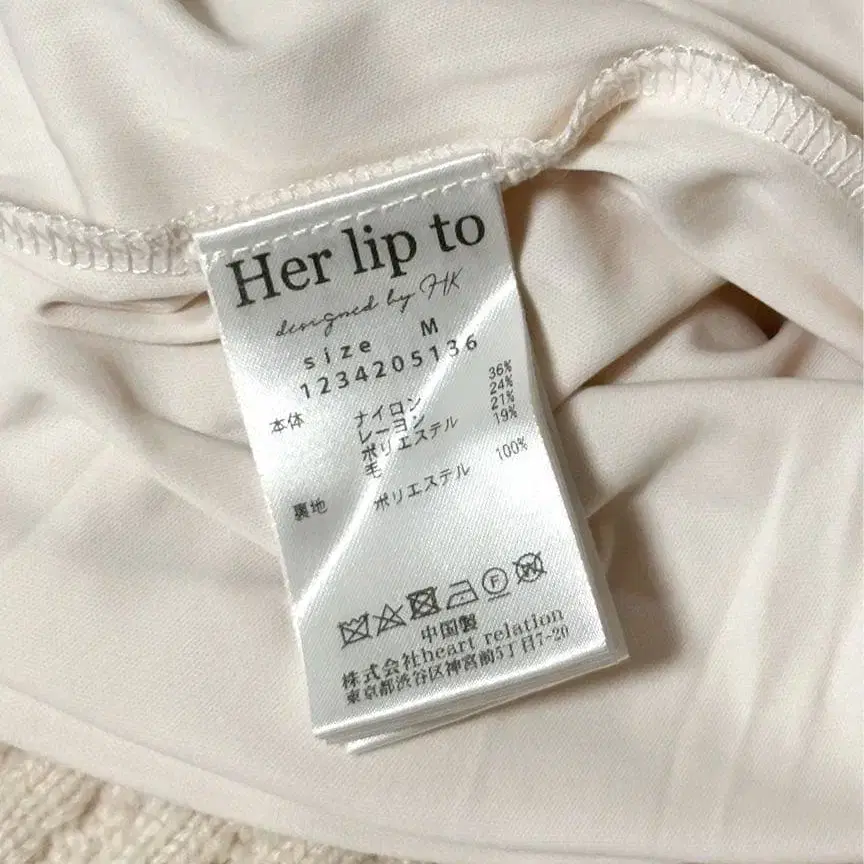 Her lip to
designed by HK
size M
1234205136
本体 ナイロン 36%
レーヨン 24%
ポリエステル 21%
毛 19%
裏地 ポリエステル 100%
F W
中国製
株式会社heart relation
東京都渋谷区神宮前5丁目7-20